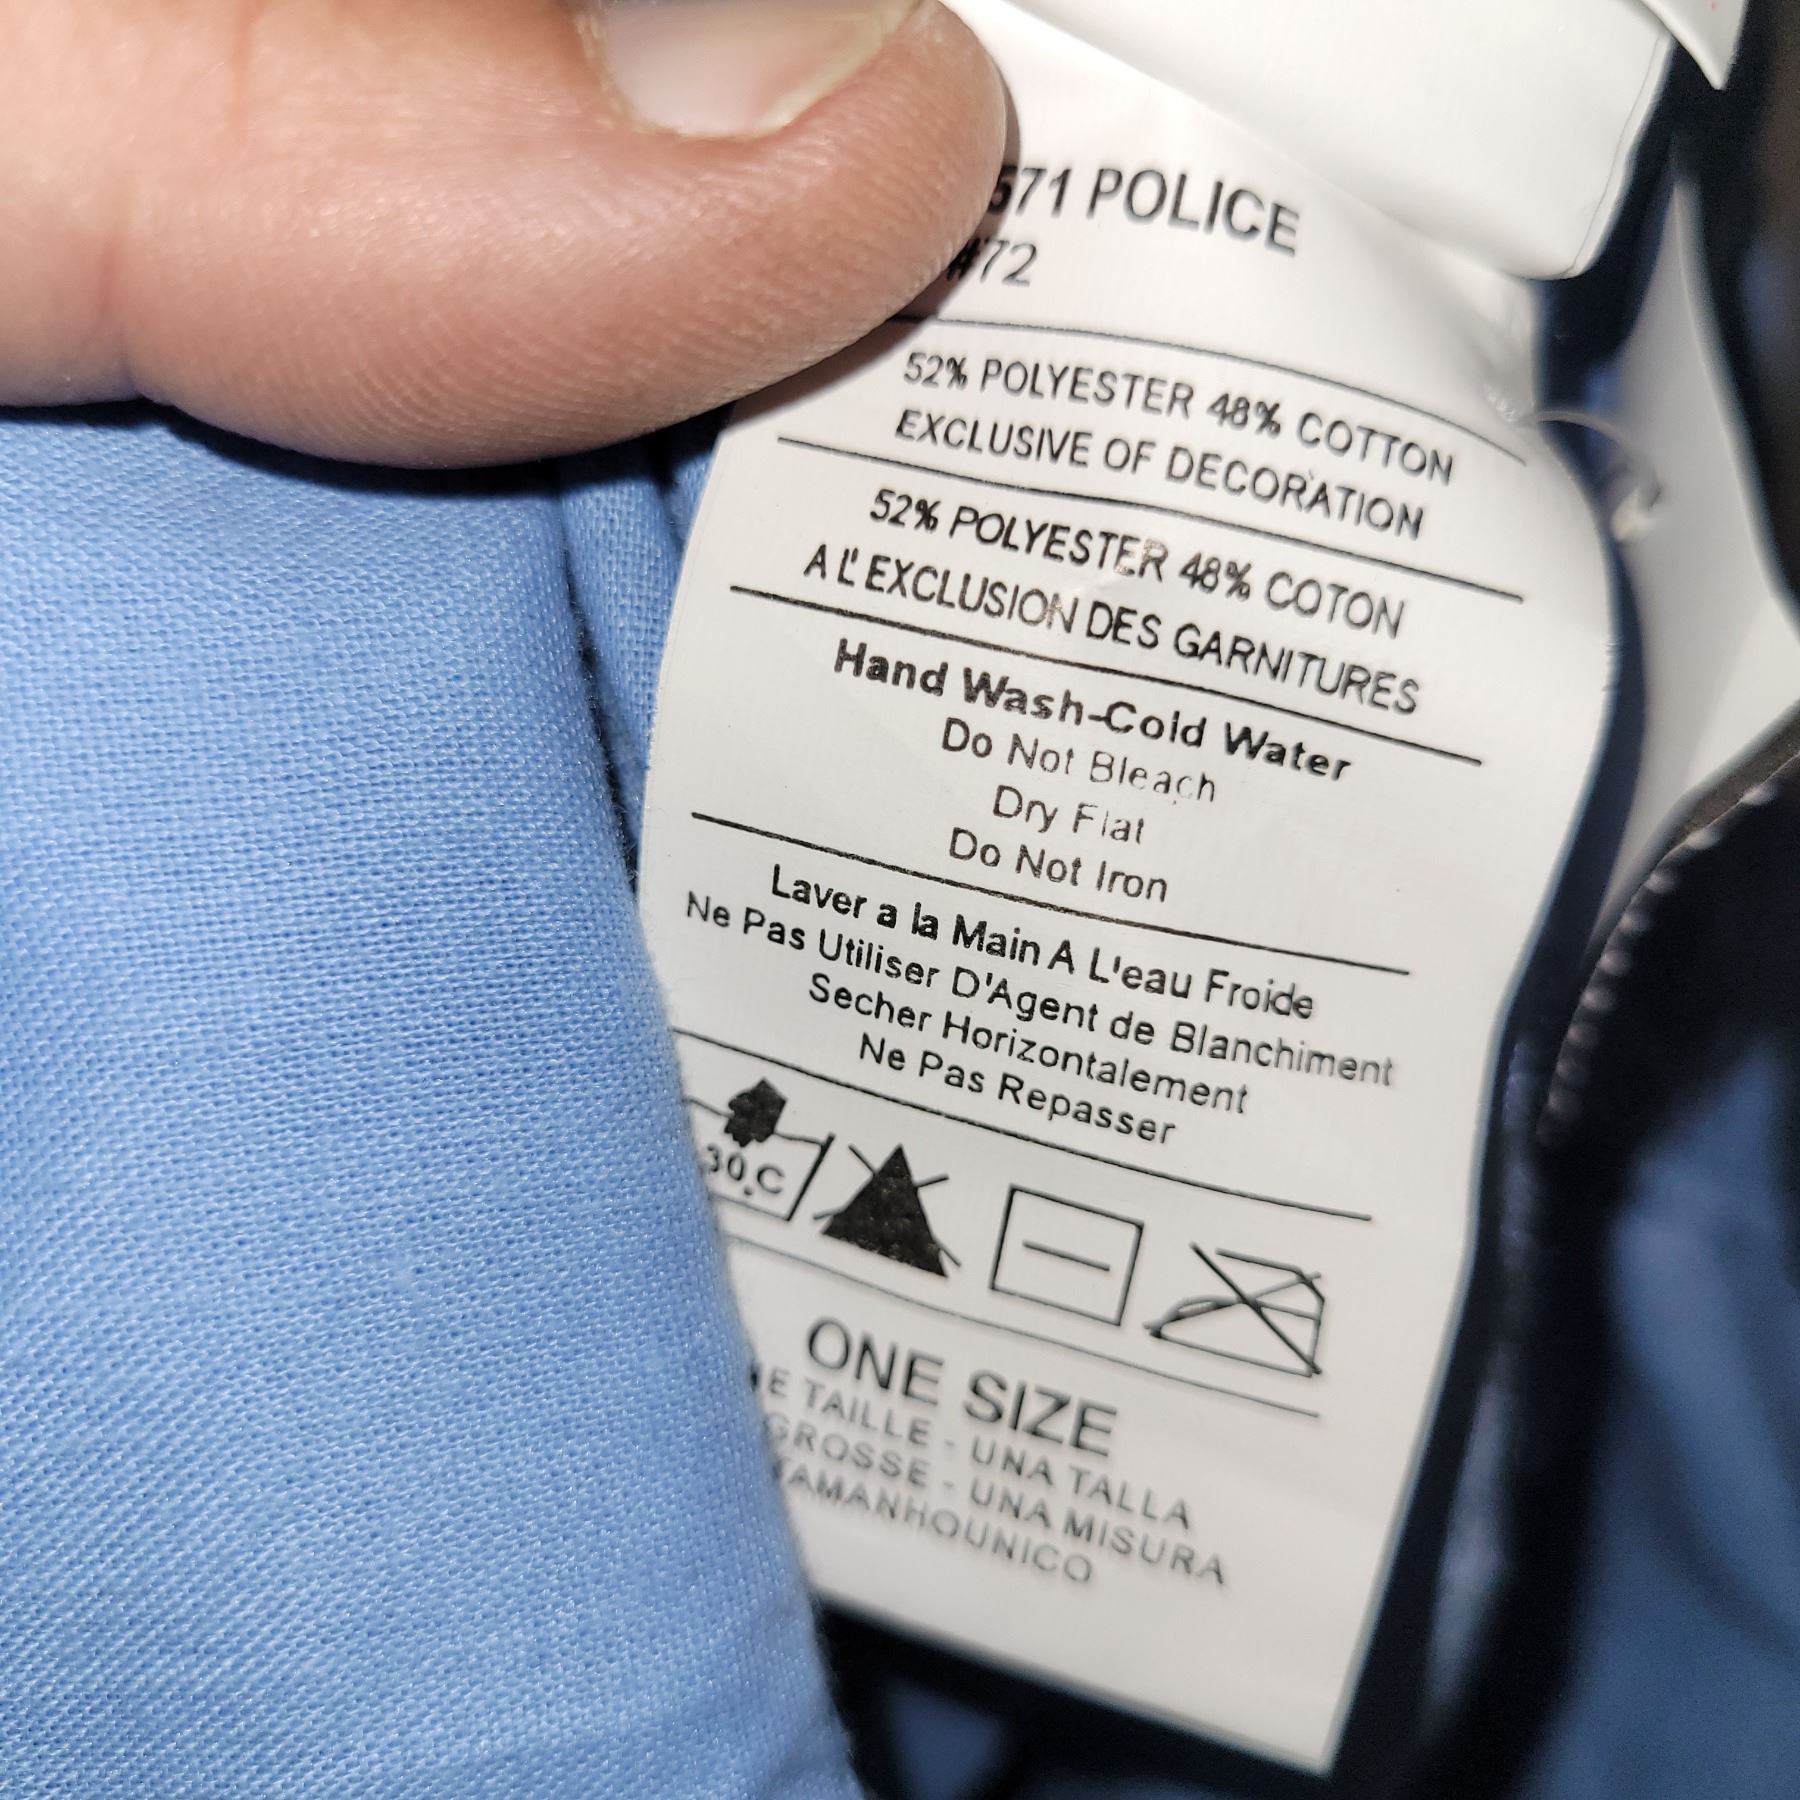 571 POLICE
#72
52% POLYESTER 48% COTTON
EXCLUSIVE OF DECORATION
52% POLYESTER 48% COTON
A L'EXCLUSION DES GARNITURES
Hand Wash-Cold Water
Do Not Bleach
Dry Flat
Do Not Iron
Laver a la Main A L'eau Froide
Ne Pas Utiliser D'Agent de Blanchiment
Secher Horizontalement
Ne Pas Repasser
30.C
ONE SIZE
TAILLE - UNA TALLA
GROSSE - UNA MISURA
TAMANHOUNICO